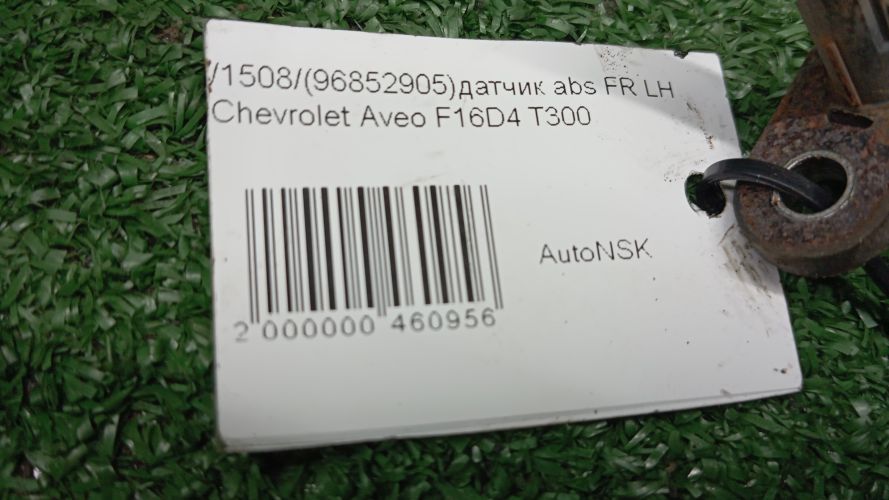 /1508/(96852905)датчик abs FR LH
Chevrolet Aveo F16D4 T300
AutoNSK
2 000000 460956